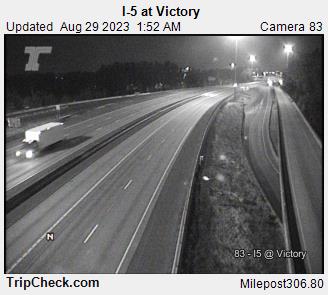 I-5 at Victory
Updated Aug 29 2023 1:52 AM Camera 83
T
N
83 - I5 @ Victory
TripCheck.com Milepost306.80